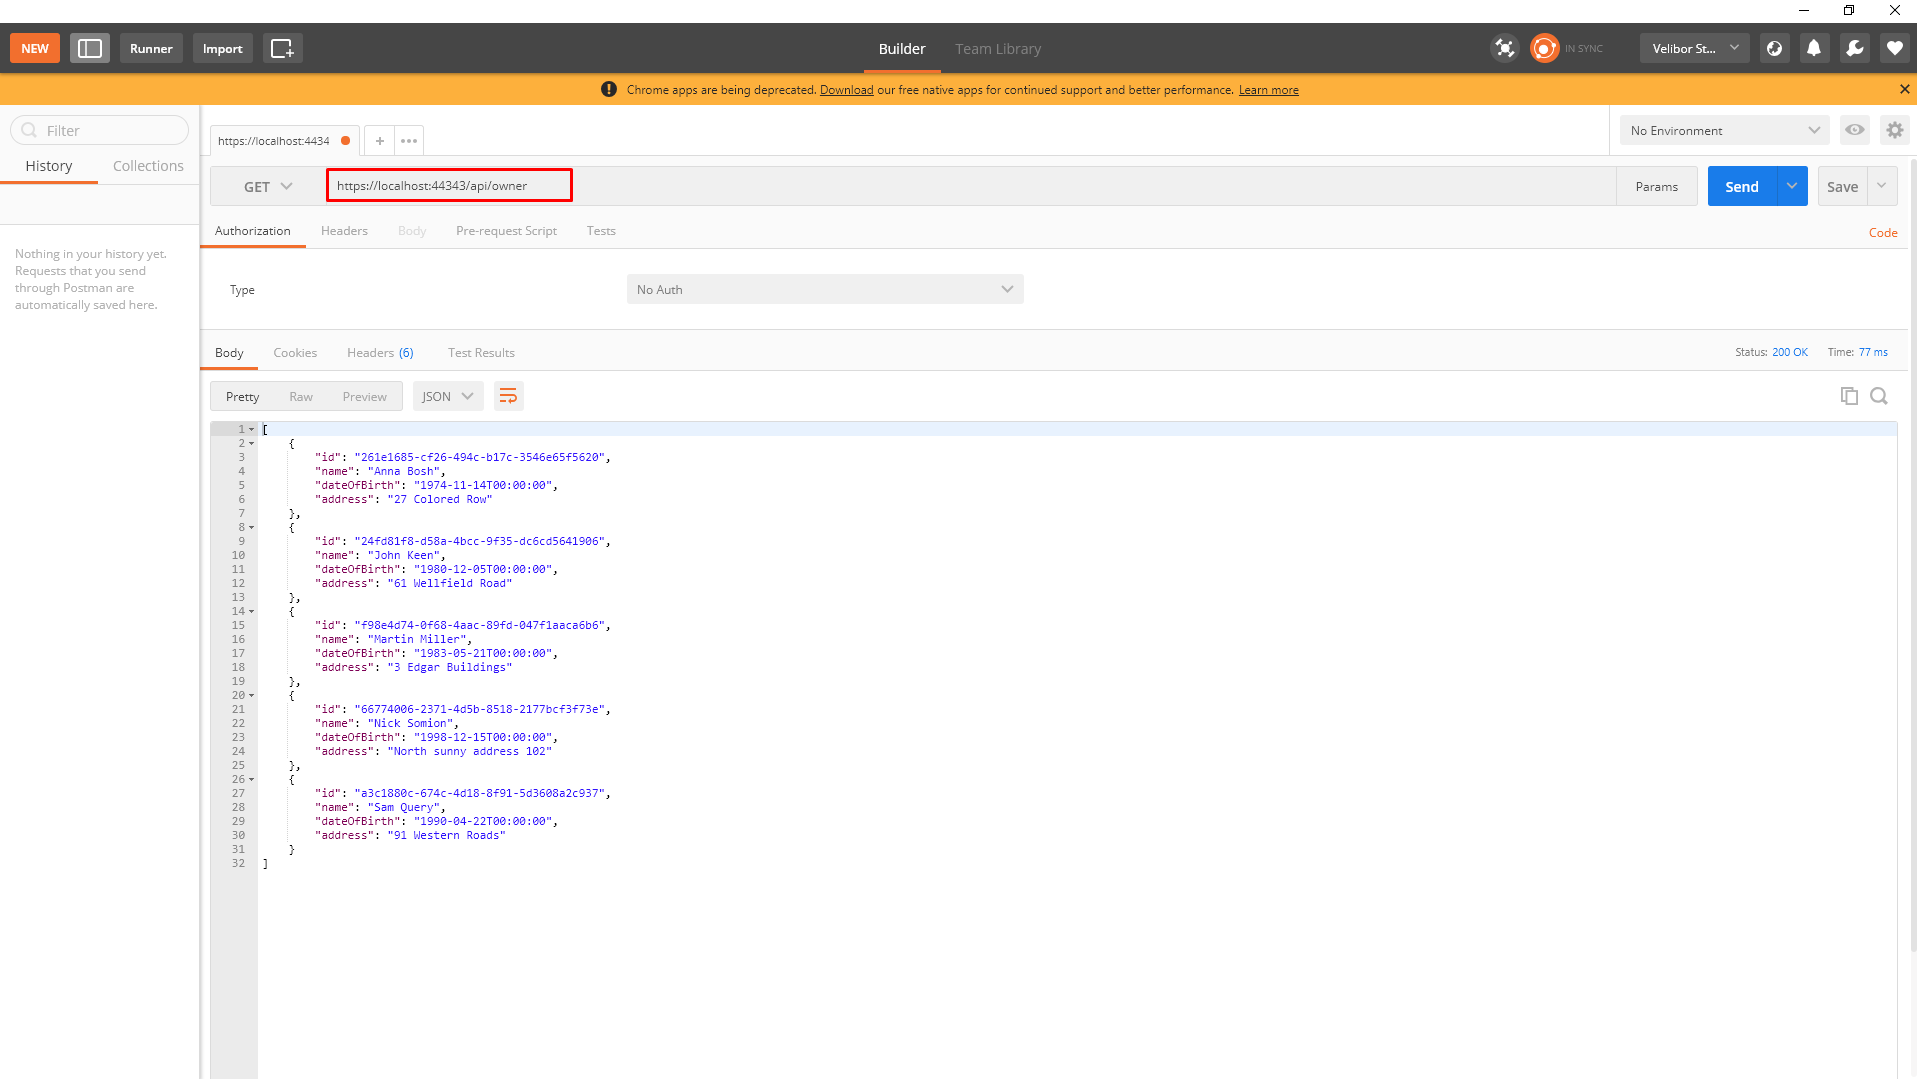 NEW
Runner
Import
Builder
Team Library
IN SYNC
Velibor St...
Chrome apps are being deprecated. Download our free native apps for continued support and better performance. Learn more
Filter
History
Collections
Nothing in your history yet.
Requests that you send
through Postman are
automatically saved here.
https://localhost:4434
No Environment
GET
https://localhost:44343/api/owner
Params
Send
Save
Authorization
Headers
Body
Pre-request Script
Tests
Code
Type
No Auth
Body
Cookies
Headers (6)
Test Results
Status: 200 OK
Time: 77 ms
Pretty
Raw
Preview
JSON
1 [
2 {
3 "id": "261e1685-cf26-494c-b17c-3546e65f5620",
4 "name": "Anna Bosh",
5 "dateOfBirth": "1974-11-14T00:00:00",
6 "address": "27 Colored Row"
7 },
8 {
9 "id": "24fd81f8-d58a-4bcc-9f35-dc6cd5641906",
10 "name": "John Keen",
11 "dateOfBirth": "1980-12-05T00:00:00",
12 "address": "61 Wellfield Road"
13 },
14 {
15 "id": "f98e4d74-0f68-4aac-89fd-047f1aaca6b6",
16 "name": "Martin Miller",
17 "dateOfBirth": "1983-05-21T00:00:00",
18 "address": "3 Edgar Buildings"
19 },
20 {
21 "id": "66774006-2371-4d5b-8518-2177bcf3f73e",
22 "name": "Nick Somion",
23 "dateOfBirth": "1998-12-15T00:00:00",
24 "address": "North sunny address 102"
25 },
26 {
27 "id": "a3c1880c-674c-4d18-8f91-5d3608a2c937",
28 "name": "Sam Query",
29 "dateOfBirth": "1990-04-22T00:00:00",
30 "address": "91 Western Roads"
31 }
32 ]